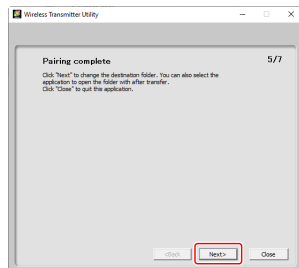 Wireless Transmitter Utility
Pairing complete
5/7
Click "Next" to change the destination folder. You can also select the
application to open the folder with after transfer.
Click "Close" to quit this application.
<Back
Next>
Close